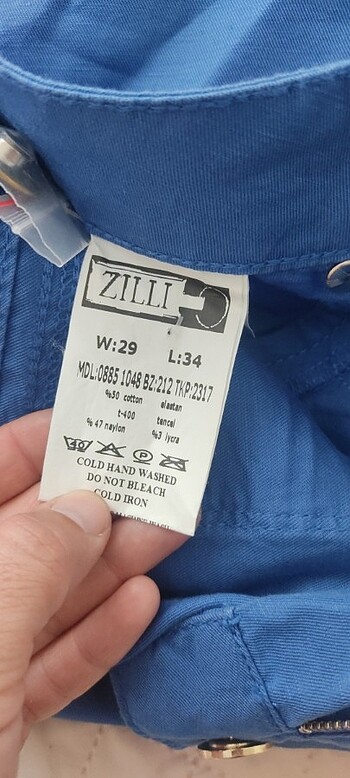 ZILLI
W:29 L:34
MDL:0885 1048 BZ:212 TKP:2317
%50 cotton elastan
t-400 tencel
%47 naylon %3 lycra
40 P
COLD HAND WASHED
DO NOT BLEACH
COLD IRON